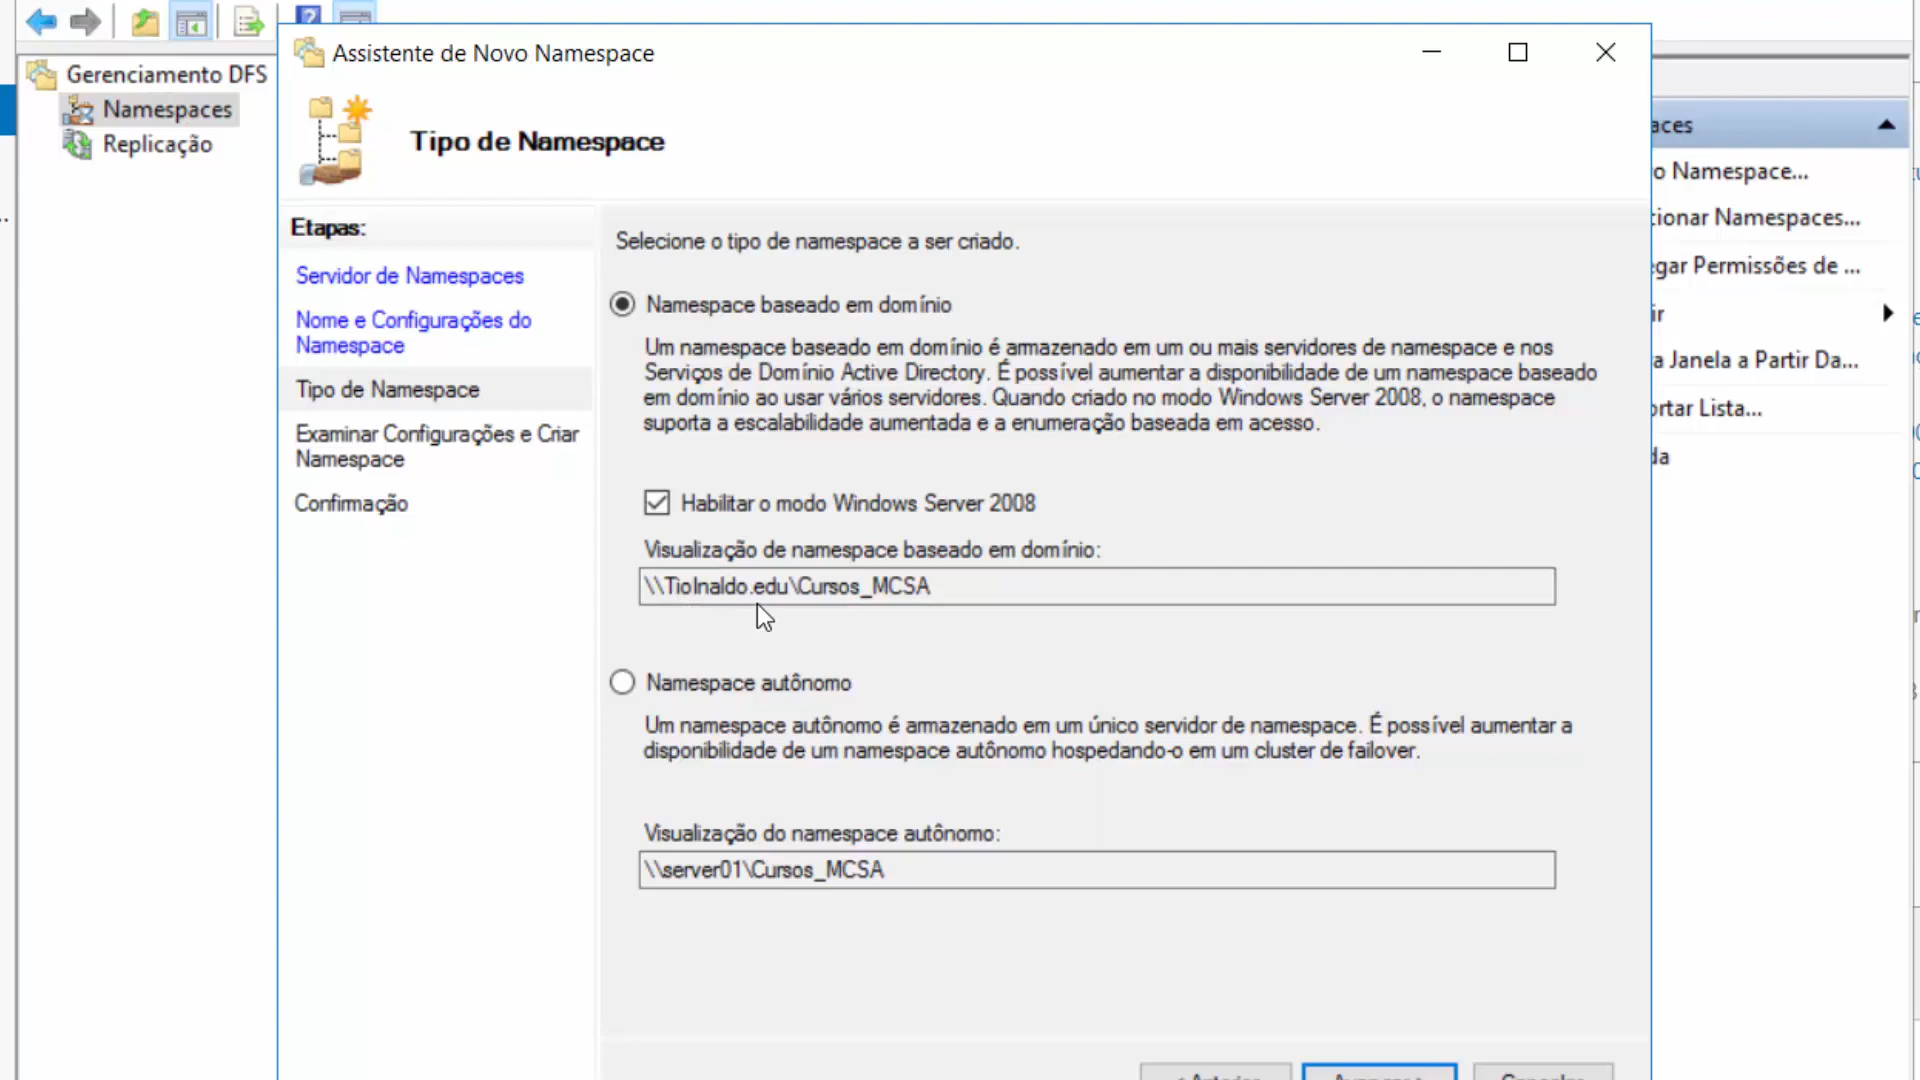 Assistente de Novo Namespace
Gerenciamento DFS
Namespaces
Replicação
Tipo de Namespace
Etapas:
Servidor de Namespaces
Nome e Configurações do
Namespace
Tipo de Namespace
Examinar Configurações e Criar
Namespace
Confirmação
Selecione o tipo de namespace a ser criado.
Namespace baseado em domínio
Um namespace baseado em domínio é armazenado em um ou mais servidores de namespace e nos
Serviços de Domínio Active Directory. É possível aumentar a disponibilidade de um namespace baseado
em domínio ao usar vários servidores. Quando criado no modo Windows Server 2008, o namespace
suporta a escalabilidade aumentada e a enumeração baseada em acesso.
Habilitar o modo Windows Server 2008
Visualização de namespace baseado em domínio:
\\TioInaldo.edu\Cursos_MCSA
Namespace autônomo
Um namespace autônomo é armazenado em um único servidor de namespace. É possível aumentar a
disponibilidade de um namespace autônomo hospedando-o em um cluster de failover.
Visualização do namespace autônomo:
\\server01\Cursos_MCSA
aces
o Namespace...
cionar Namespaces...
egar Permissões de ...
ir
a Janela a Partir Da...
ortar Lista...
da